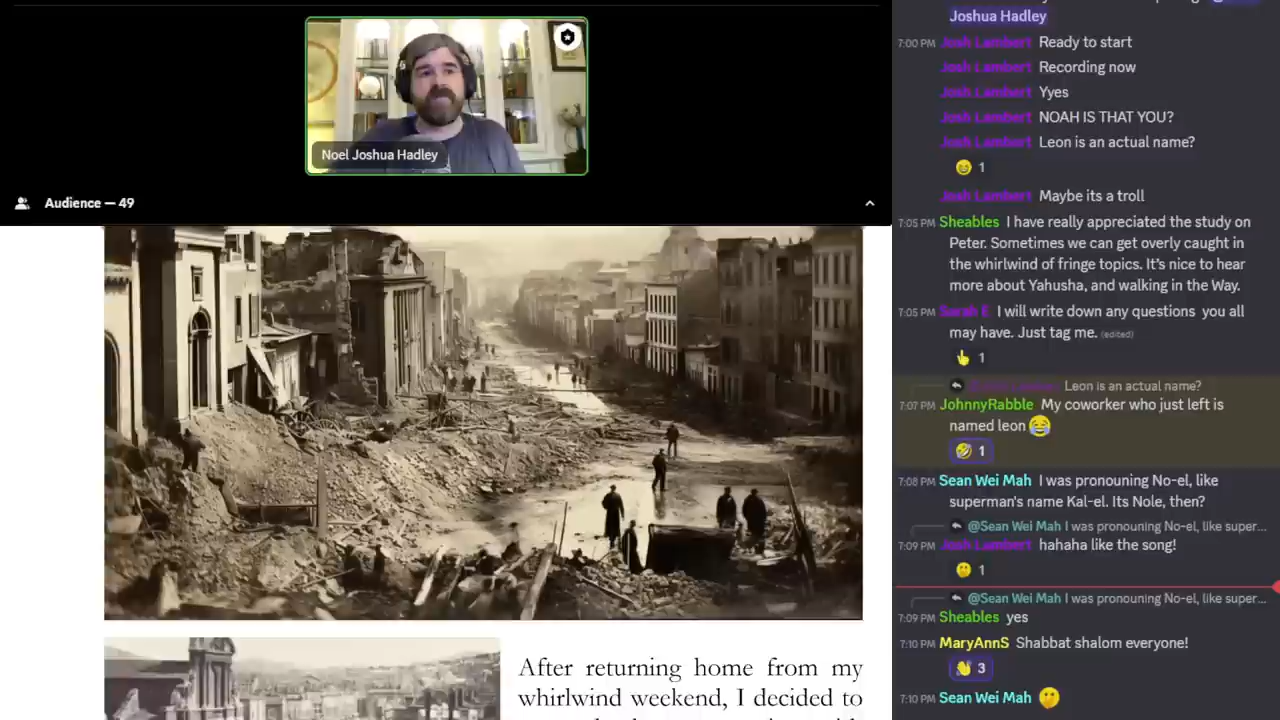 Joshua Hadley
7:00 PM Josh Lambert Ready to start
Josh Lambert Recording now
Josh Lambert Yyes
Josh Lambert NOAH IS THAT YOU?
Josh Lambert Leon is an actual name?
1
Josh Lambert Maybe its a troll
7:05 PM Sheables I have really appreciated the study on
Peter. Sometimes we can get overly caught in
the whirlwind of fringe topics. It's nice to hear
more about Yahusha, and walking in the Way.
7:05 PM Sarah E I will write down any questions you all
may have. Just tag me. (edited)
1
Leon is an actual name?
7:07 PM JohnnyRabble My coworker who just left is
named leon
1
7:08 PM Sean Wei Mah I was pronouning No-el, like
superman's name Kal-el. Its Nole, then?
@Sean Wei Mah I was pronouning No-el, like super...
7:09 PM Josh Lambert hahaha like the song!
1
@Sean Wei Mah I was pronouning No-el, like super...
7:09 PM Sheables yes
7:10 PM MaryAnnS Shabbat shalom everyone!
3
7:10 PM Sean Wei Mah
Noel Joshua Hadley
Audience — 49
After returning home from my
whirlwind weekend, I decided to